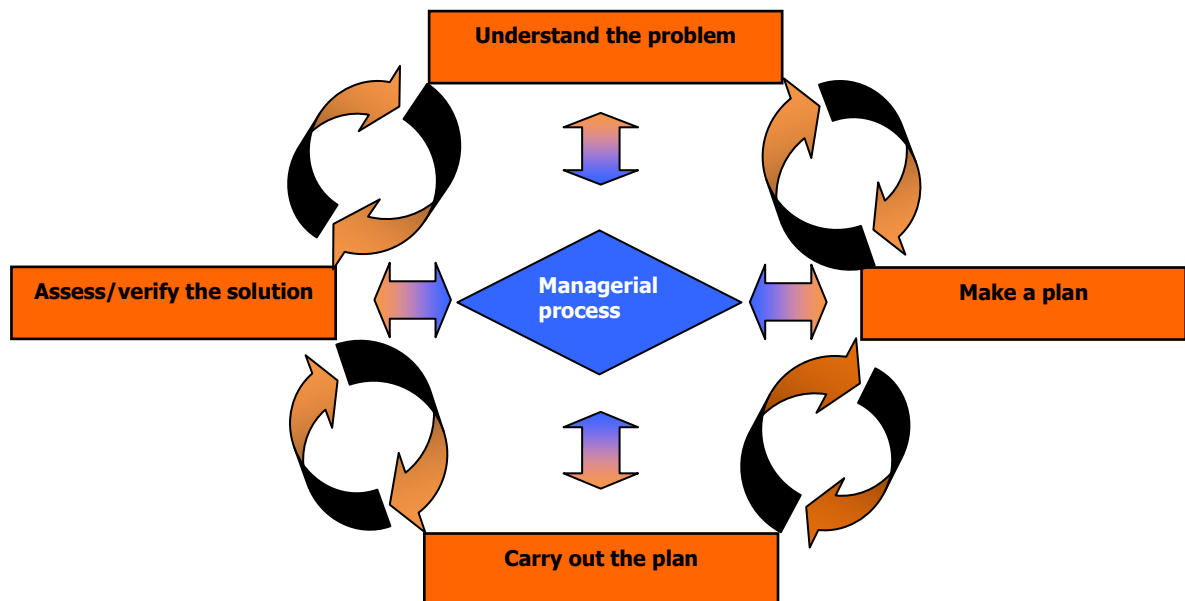 Understand the problem
Assess/verify the solution
Managerial
process
Make a plan
Carry out the plan